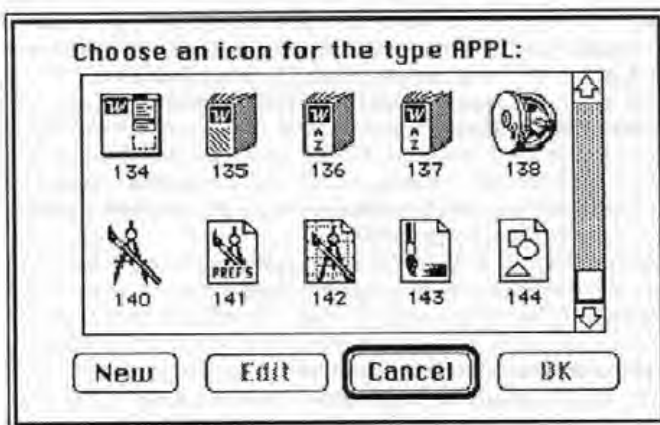 Choose an icon for the type APPL:
W W A Z W A Z W
134 135 136 137 138
PREFS
140 141 142 143 144
New Edit Cancel OK